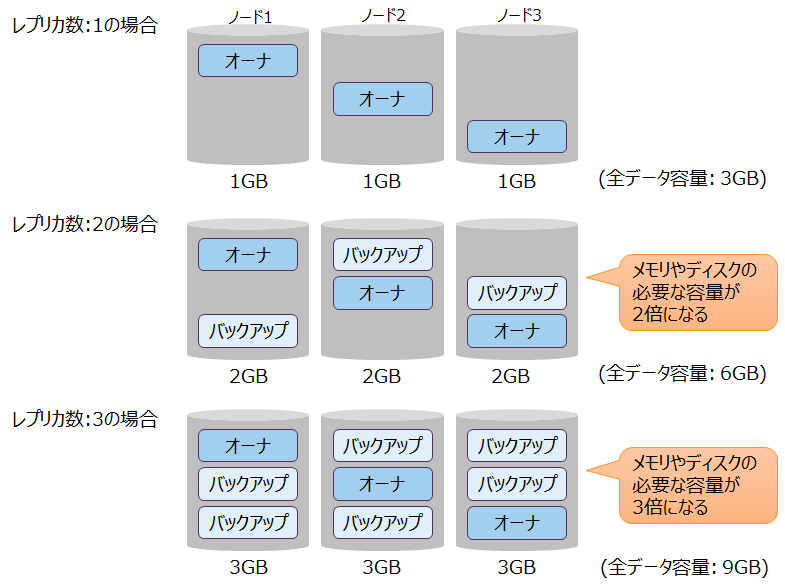 レプリカ数:1の場合
ノード1
ノード2
ノード3
オーナ
オーナ
オーナ
1GB
1GB
1GB
(全データ容量: 3GB)
レプリカ数:2の場合
オーナ
バックアップ
バックアップ
オーナ
バックアップ
バックアップ
オーナ
メモリやディスクの
必要な容量が
2倍になる
2GB
2GB
2GB
(全データ容量: 6GB)
レプリカ数:3の場合
オーナ
バックアップ
バックアップ
バックアップ
オーナ
バックアップ
バックアップ
バックアップ
オーナ
メモリやディスクの
必要な容量が
3倍になる
3GB
3GB
3GB
(全データ容量: 9GB)